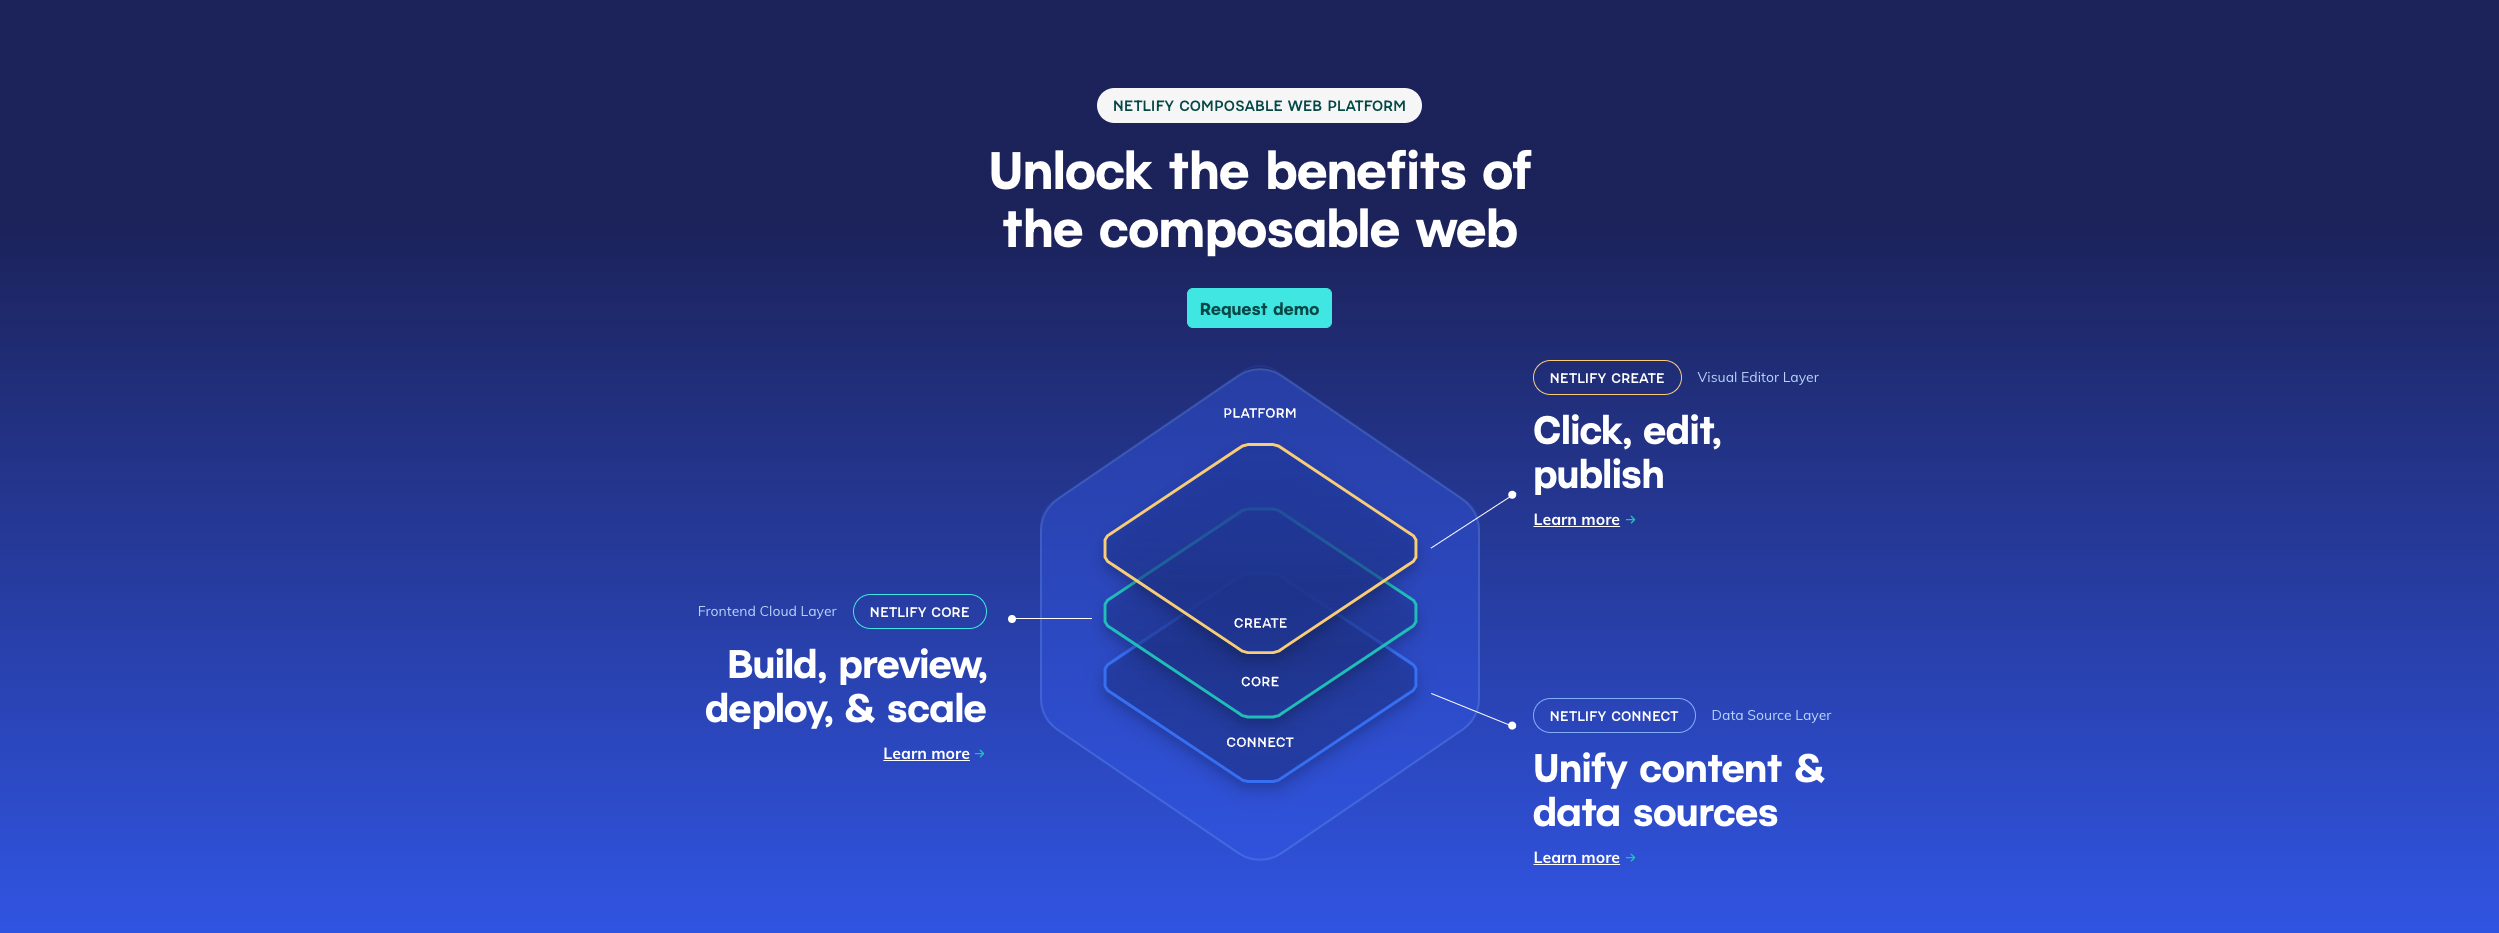 NETLIFY COMPOSABLE WEB PLATFORM
Unlock the benefits of
the composable web
Request demo
NETLIFY CREATE Visual Editor Layer
Click, edit,
publish
Learn more →
PLATFORM
CREATE
CORE
CONNECT
Frontend Cloud Layer NETLIFY CORE
Build, preview,
deploy, & scale
Learn more →
NETLIFY CONNECT Data Source Layer
Unify content &
data sources
Learn more →